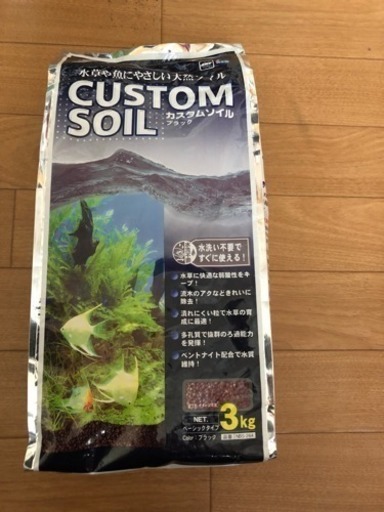 水草や魚にやさしい天然ソイル
CUSTOM
SOIL
カスタムソイル
ブラック
水洗い不要で
すぐに使える!
水草に快適な弱酸性をキ
ープ!
流木のアクなどきれいに
除去!
潰れにくい粒で水草の育
成に最適!
多孔質で抜群のろ過能力
を発揮!
ベントナイト配合で水質
維持!
NET.
ベーシックタイプ
3kg
Color:ブラック